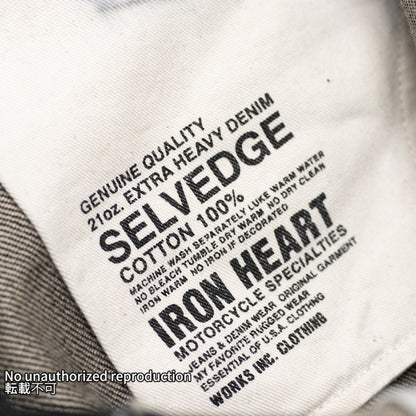 GENUINE QUALITY
21oz. EXTRA HEAVY DENIM
SELVEDGE
COTTON 100%
MACHINE WASH SEPARATELY LUKE WARM WATER
NO BLEACH TUMBLE DRY WARM NO DRY CLEAN
IRON WARM NO IRON IF DECORATED
IRON HEART
MOTORCYCLE SPECIALTIES
JEANS & DENIM WEAR ORIGINAL GARMENT
MY FAVORITE RUGGED WEAR
ESSENTIAL OF U.S.A. CLOTHNG
WORKS INC. CLOTHING
No unauthorized reproduction
転載不可